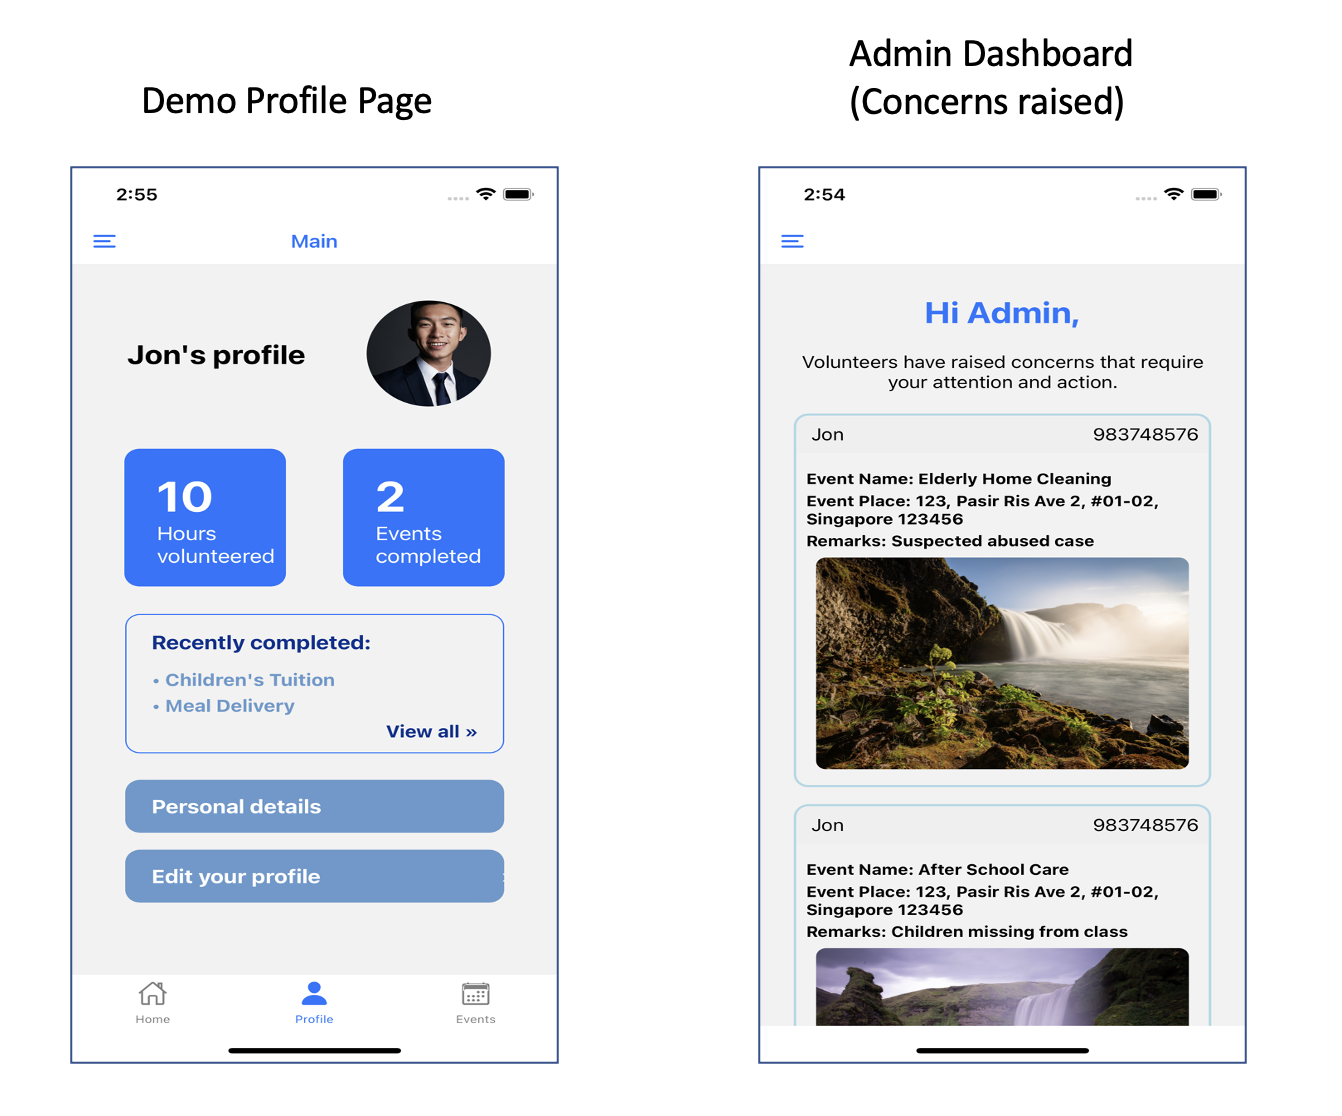 Demo Profile Page
Admin Dashboard
(Concerns raised)
2:55
Main
Jon's profile
10
Hours
volunteered
2
Events
completed
Recently completed:
• Children's Tuition
• Meal Delivery
View all »
Personal details
Edit your profile
Home
Profile
Events
2:54
Hi Admin,
Volunteers have raised concerns that require
your attention and action.
Jon 983748576
Event Name: Elderly Home Cleaning
Event Place: 123, Pasir Ris Ave 2, #01-02,
Singapore 123456
Remarks: Suspected abused case
Jon 983748576
Event Name: After School Care
Event Place: 123, Pasir Ris Ave 2, #01-02,
Singapore 123456
Remarks: Children missing from class